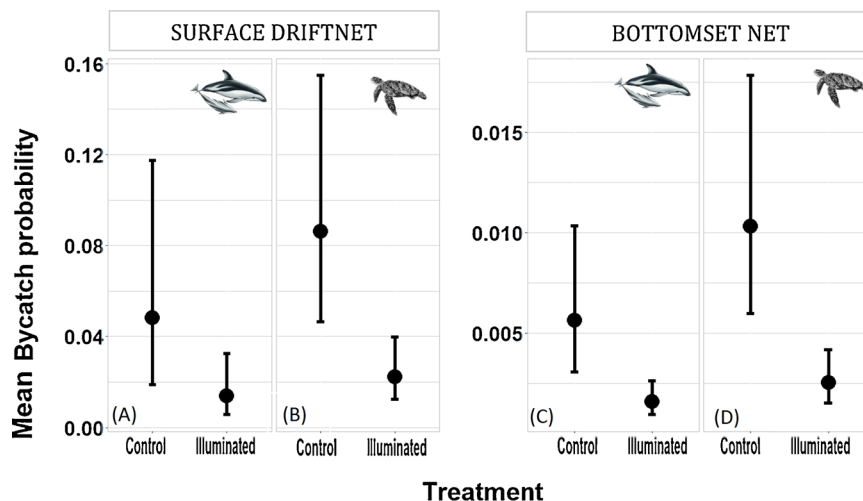 SURFACE DRIFTNET
BOTTOMSET NET
Mean Bycatch probability
0.16
0.12
0.08
0.04
0.00
0.015
0.010
0.005
(A)
(B)
(C)
(D)
Control
Illuminated
Control
Illuminated
Control
Illuminated
Control
Illuminated
Treatment